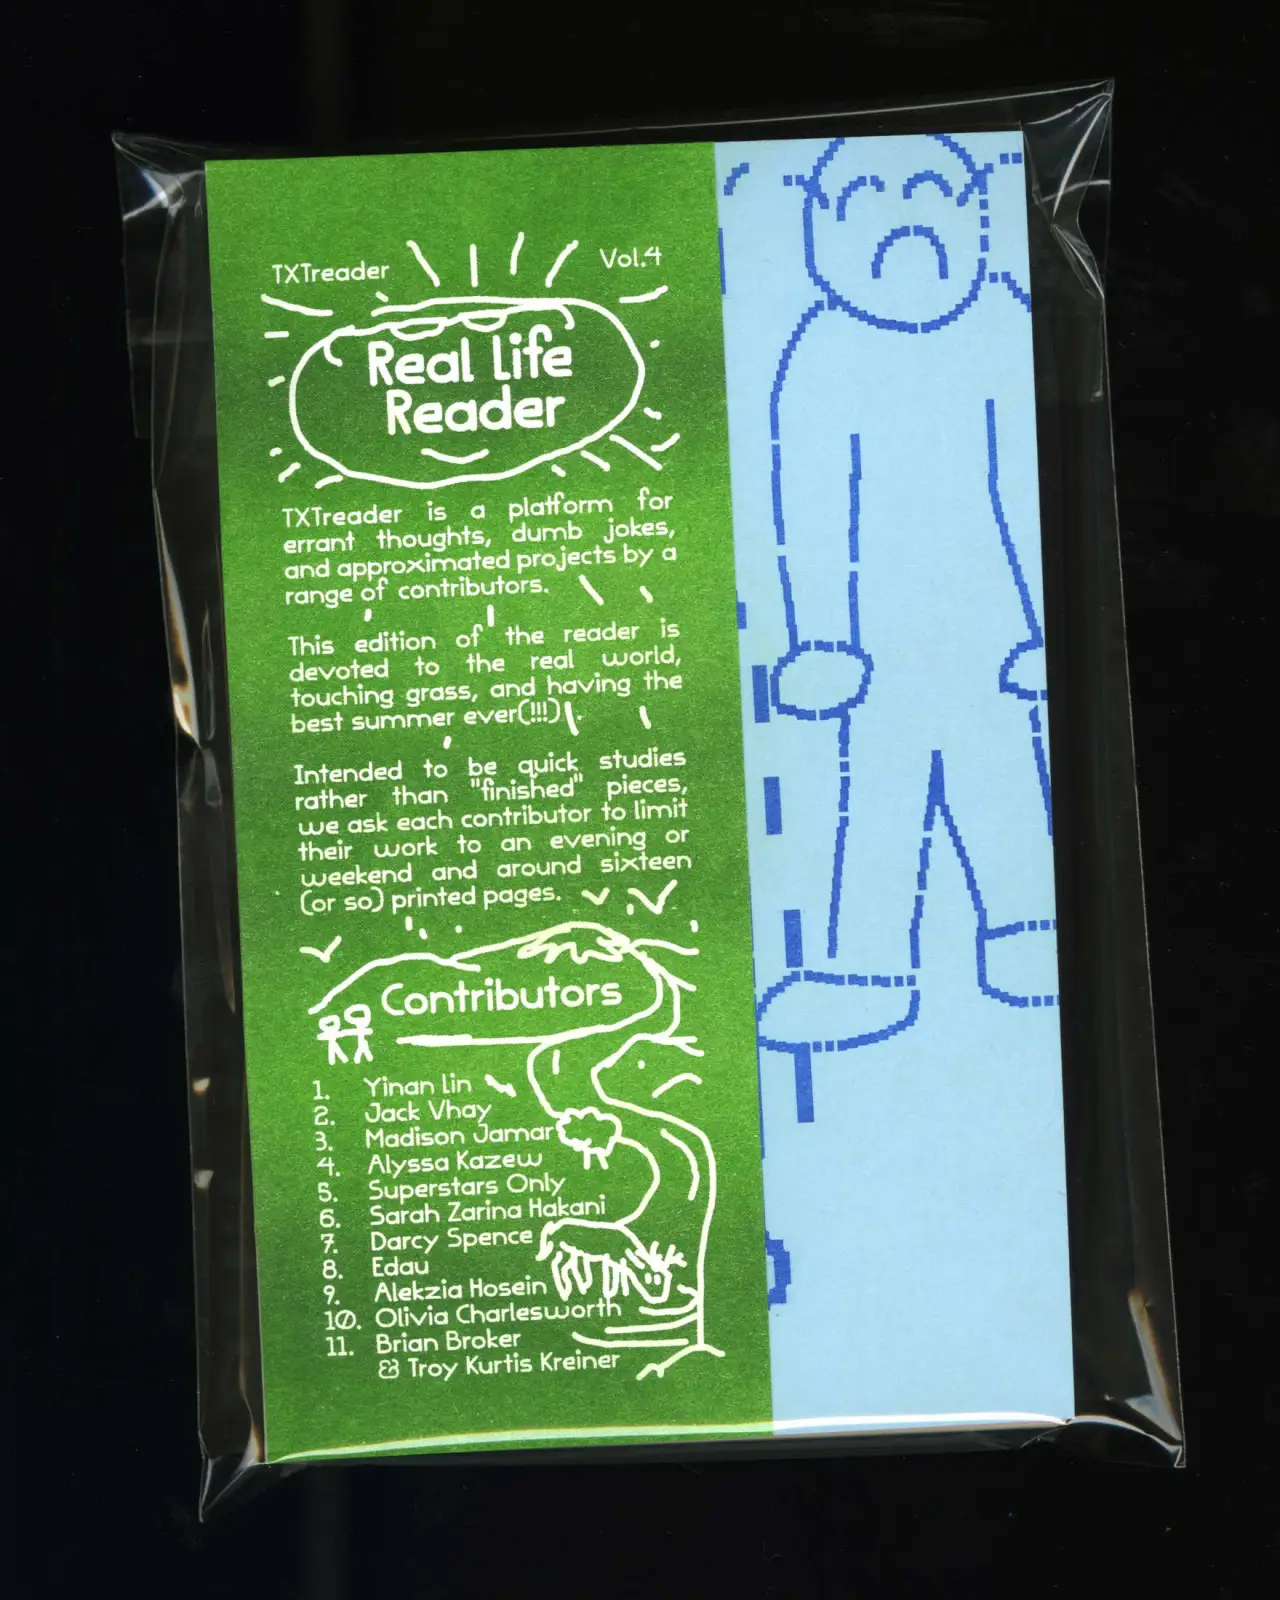 TXTreader
Vol.4
Real Life
Reader
TXTreader is a platform for
errant thoughts, dumb jokes,
and approximated projects by a
range of contributors.
This edition of the reader is
devoted to the real world,
touching grass, and having the
best summer ever(!!!).
Intended to be quick studies
rather than "finished" pieces,
we ask each contributor to limit
their work to an evening or
weekend and around sixteen
(or so) printed pages.
Contributors
1. Yinan Lin
2. Jack Vhay
3. Madison Jamar
4. Alyssa Kazew
5. Superstars Only
6. Sarah Zarina Hakani
7. Darcy Spence
8. Edau
9. Alekzia Hosein
10. Olivia Charlesworth
11. Brian Broker
& Troy Kurtis Kreiner